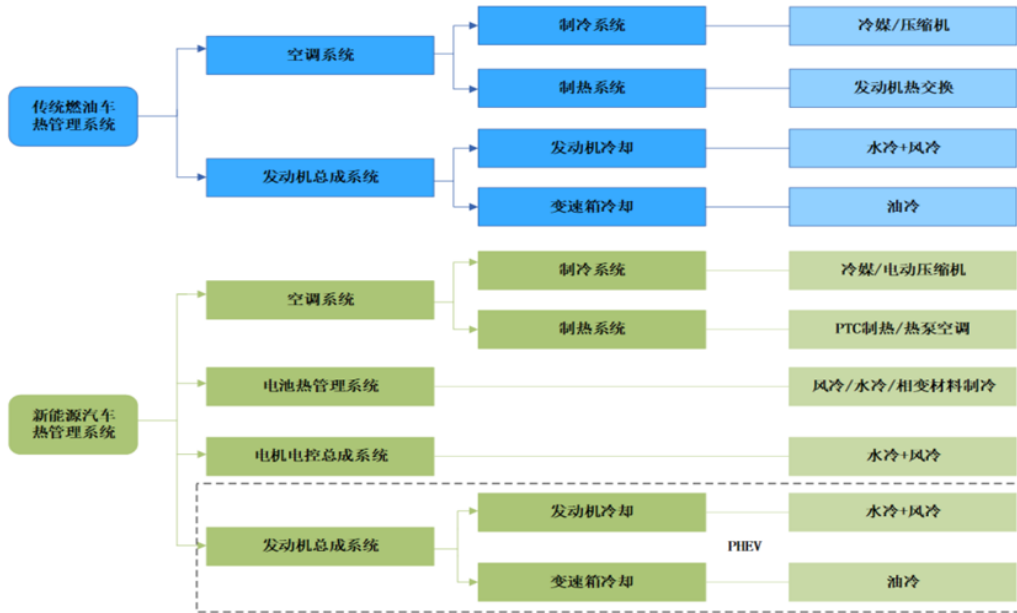 传统燃油车
热管理系统
空调系统
制冷系统
冷媒/压缩机
制热系统
发动机热交换
发动机总成系统
发动机冷却
水冷+风冷
变速箱冷却
油冷
新能源汽车
热管理系统
空调系统
制冷系统
冷媒/电动压缩机
制热系统
PTC制热/热泵空调
电池热管理系统
风冷/水冷/相变材料制冷
电机电控总成系统
水冷+风冷
发动机总成系统
发动机冷却
水冷+风冷
PHEV
变速箱冷却
油冷